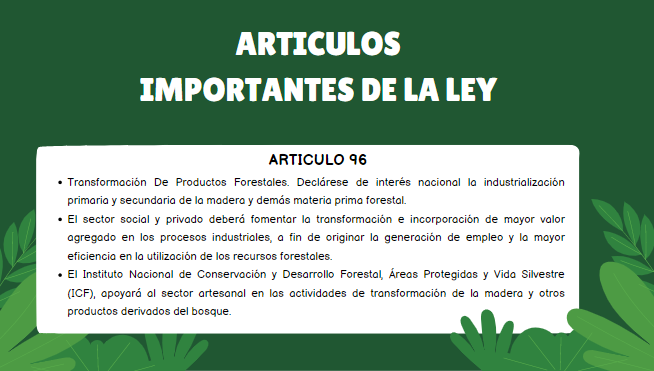 ARTICULOS
IMPORTANTES DE LA LEY
ARTICULO 96
• Transformación De Productos Forestales. Declárese de interés nacional la industrialización
primaria y secundaria de la madera y demás materia prima forestal.
• El sector social y privado deberá fomentar la transformación e incorporación de mayor valor
agregado en los procesos industriales, a fin de originar la generación de empleo y la mayor
eficiencia en la utilización de los recursos forestales.
• El Instituto Nacional de Conservación y Desarrollo Forestal, Áreas Protegidas y Vida Silvestre
(ICF), apoyará al sector artesanal en las actividades de transformación de la madera y otros
productos derivados del bosque.